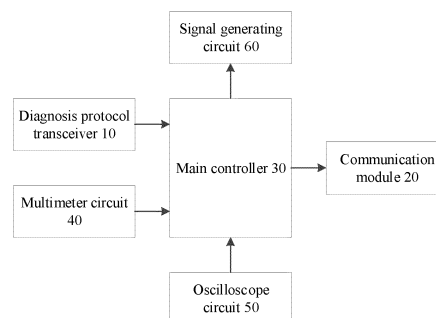 Signal generating
circuit 60
Diagnosis protocol
transceiver 10
Main controller 30
Communication
module 20
Multimeter circuit
40
Oscilloscope
circuit 50